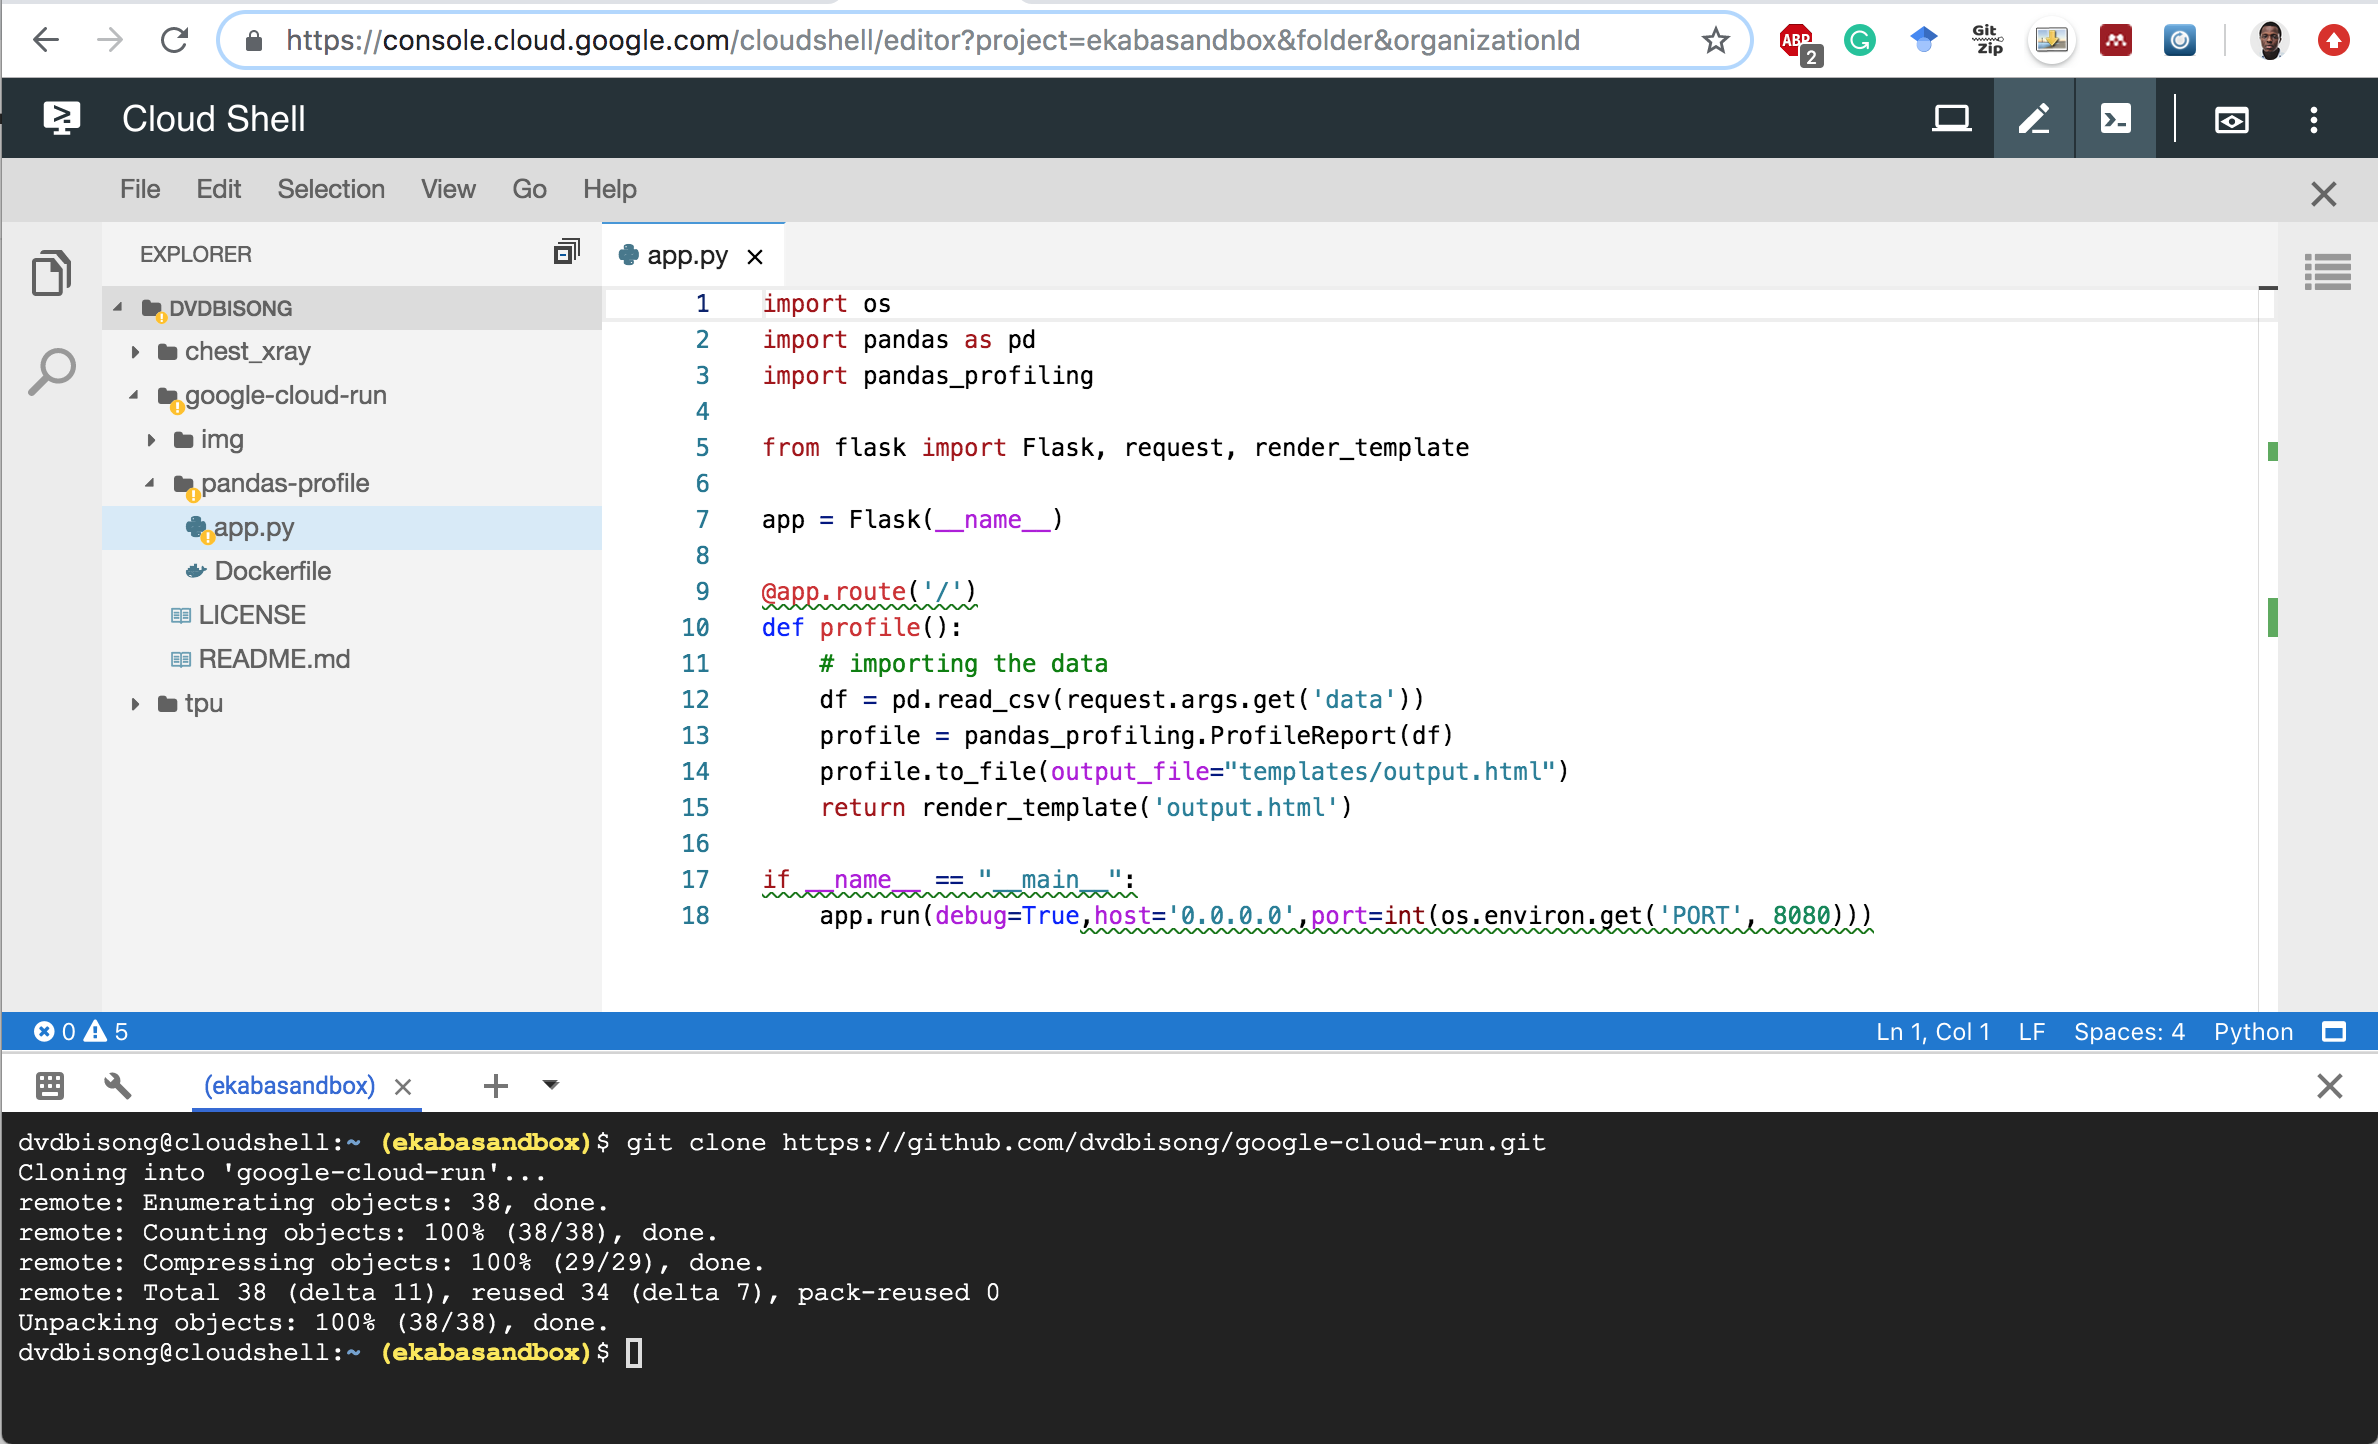 https://console.cloud.google.com/cloudshell/editor?project=ekabasandbox&folder&organizationId
ABP
2
Git
Zip
Cloud Shell
File Edit Selection View Go Help
EXPLORER
app.py
DVDBISONG
chest_xray
google-cloud-run
img
pandas-profile
app.py
Dockerfile
LICENSE
README.md
tpu
1 import os
2 import pandas as pd
3 import pandas_profiling
4
5 from flask import Flask, request, render_template
6
7 app = Flask(__name__)
8
9 @app.route('/')
10 def profile():
11     # importing the data
12     df = pd.read_csv(request.args.get('data'))
13     profile = pandas_profiling.ProfileReport(df)
14     profile.to_file(output_file="templates/output.html")
15     return render_template('output.html')
16
17 if __name__ == "__main__":
18     app.run(debug=True,host='0.0.0.0',port=int(os.environ.get('PORT', 8080)))
0 5 Ln 1, Col 1 LF Spaces: 4 Python
(ekabasandbox)
dvdbisong@cloudshell:~ (ekabasandbox)$ git clone https://github.com/dvdbisong/google-cloud-run.git
Cloning into 'google-cloud-run'...
remote: Enumerating objects: 38, done.
remote: Counting objects: 100% (38/38), done.
remote: Compressing objects: 100% (29/29), done.
remote: Total 38 (delta 11), reused 34 (delta 7), pack-reused 0
Unpacking objects: 100% (38/38), done.
dvdbisong@cloudshell:~ (ekabasandbox)$